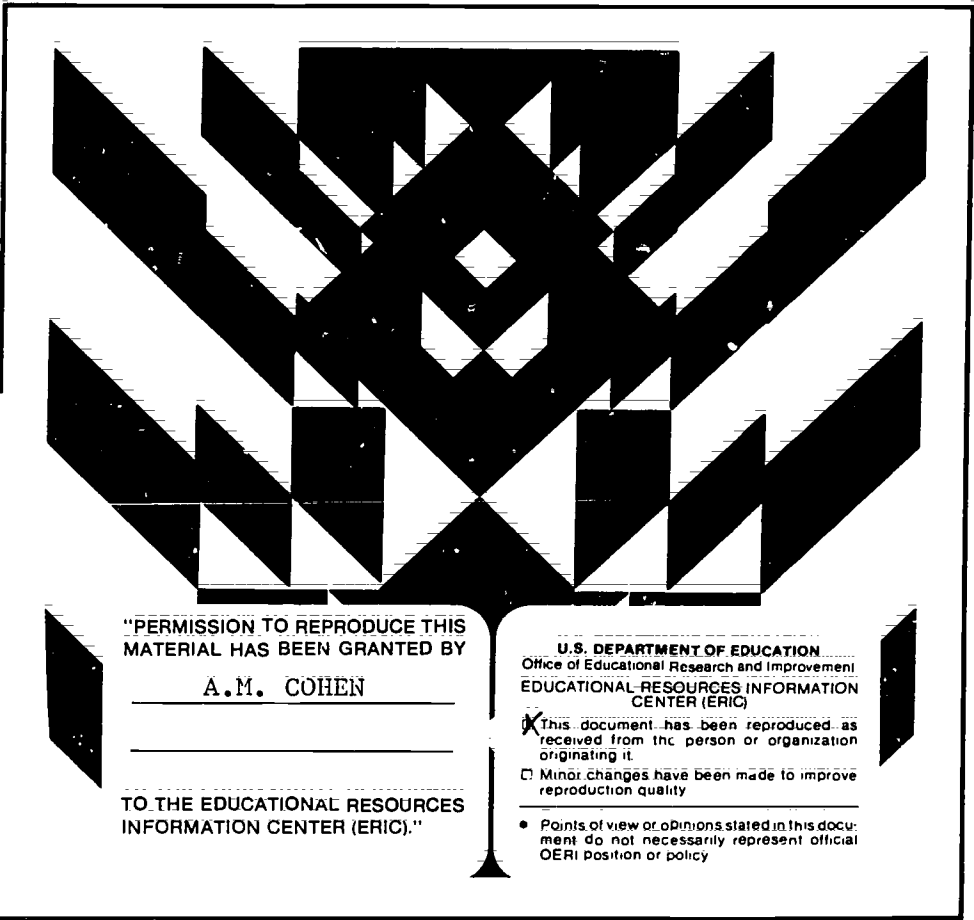 "PERMISSION TO REPRODUCE THIS
MATERIAL HAS BEEN GRANTED BY
A.M. COHEN
TO THE EDUCATIONAL RESOURCES
INFORMATION CENTER (ERIC)."
U.S. DEPARTMENT OF EDUCATION
Office of Educational Research and Improvement
EDUCATIONAL RESOURCES INFORMATION
CENTER (ERIC)
This document has been reproduced as
received from the person or organization
originating it.
Minor changes have been made to improve
reproduction quality
• Points of view or opinions stated in this docu-
ment do not necessarily represent official
OERI position or policy